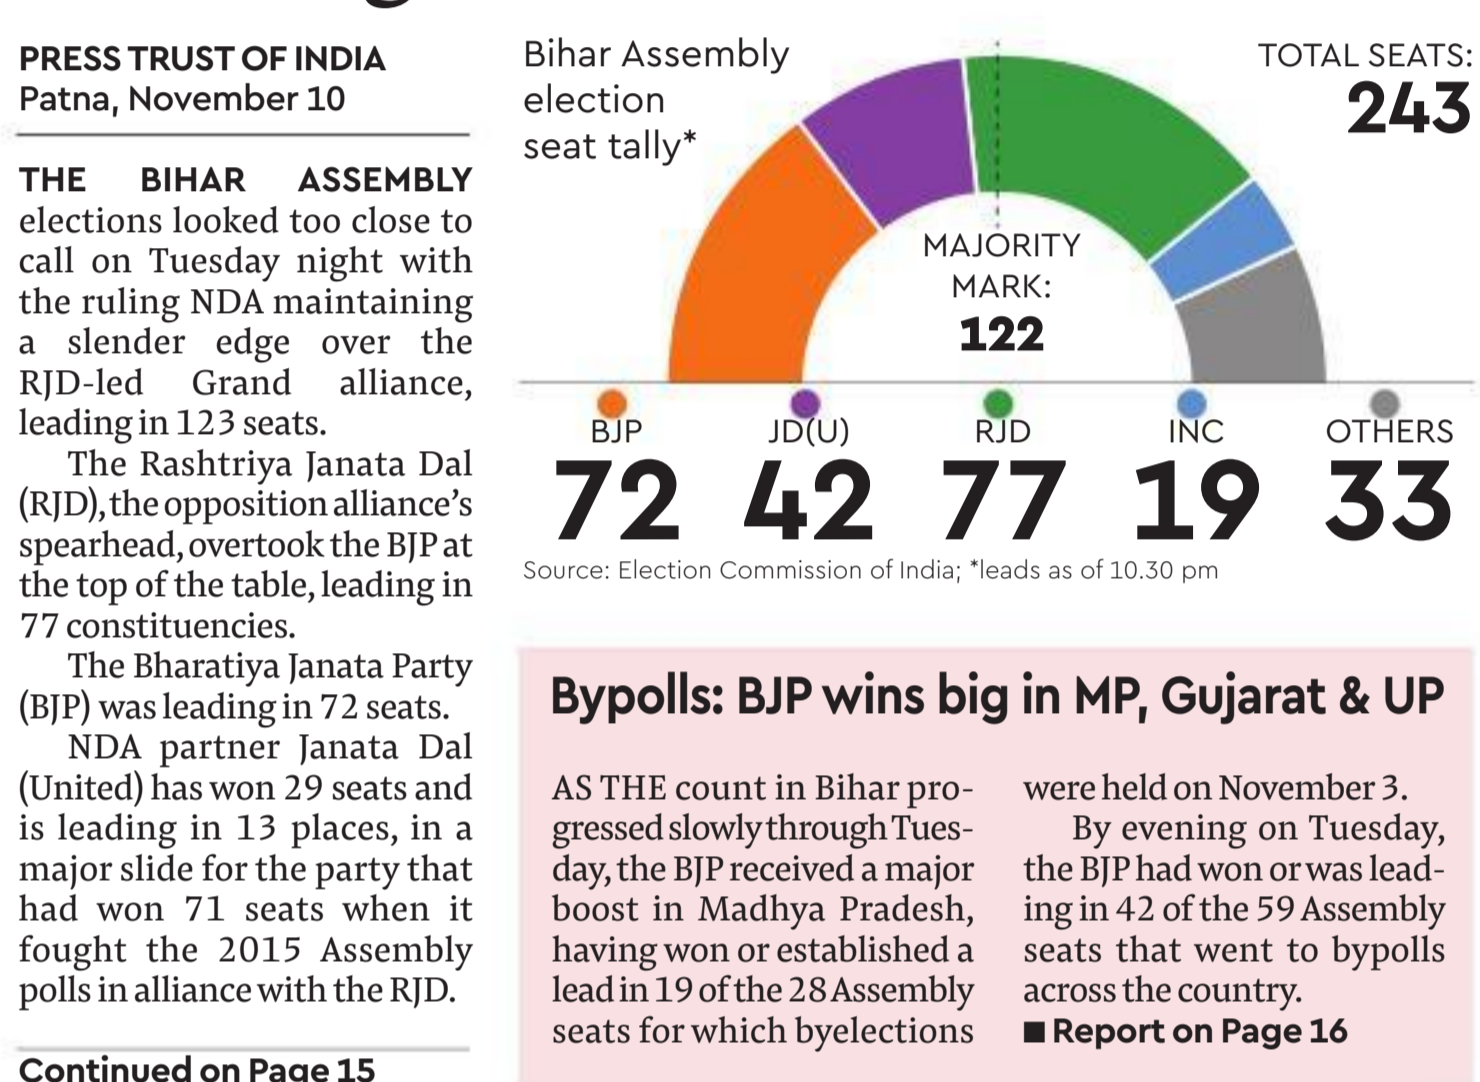 PRESS TRUST OF INDIA
Patna, November 10
THE BIHAR ASSEMBLY
elections looked too close to
call on Tuesday night with
the ruling NDA maintaining
a slender edge over the
RJD-led Grand alliance,
leading in 123 seats.
The Rashtriya Janata Dal
(RJD), the opposition alliance's
spearhead, overtook the BJP at
the top of the table, leading in
77 constituencies.
The Bharatiya Janata Party
(BJP) was leading in 72 seats.
NDA partner Janata Dal
(United) has won 29 seats and
is leading in 13 places, in a
major slide for the party that
had won 71 seats when it
fought the 2015 Assembly
polls in alliance with the RJD.
Continued on Page 15
Bihar Assembly
election
seat tally*
TOTAL SEATS:
243
MAJORITY
MARK:
122
BJP JD(U) RJD INC OTHERS
72 42 77 19 33
Source: Election Commission of India; *leads as of 10.30 pm
Bypolls: BJP wins big in MP, Gujarat & UP
AS THE count in Bihar pro-
gressed slowly through Tues-
day, the BJP received a major
boost in Madhya Pradesh,
having won or established a
lead in 19 of the 28 Assembly
seats for which byelections
were held on November 3.
By evening on Tuesday,
the BJP had won or was lead-
ing in 42 of the 59 Assembly
seats that went to bypolls
across the country.
■ Report on Page 16